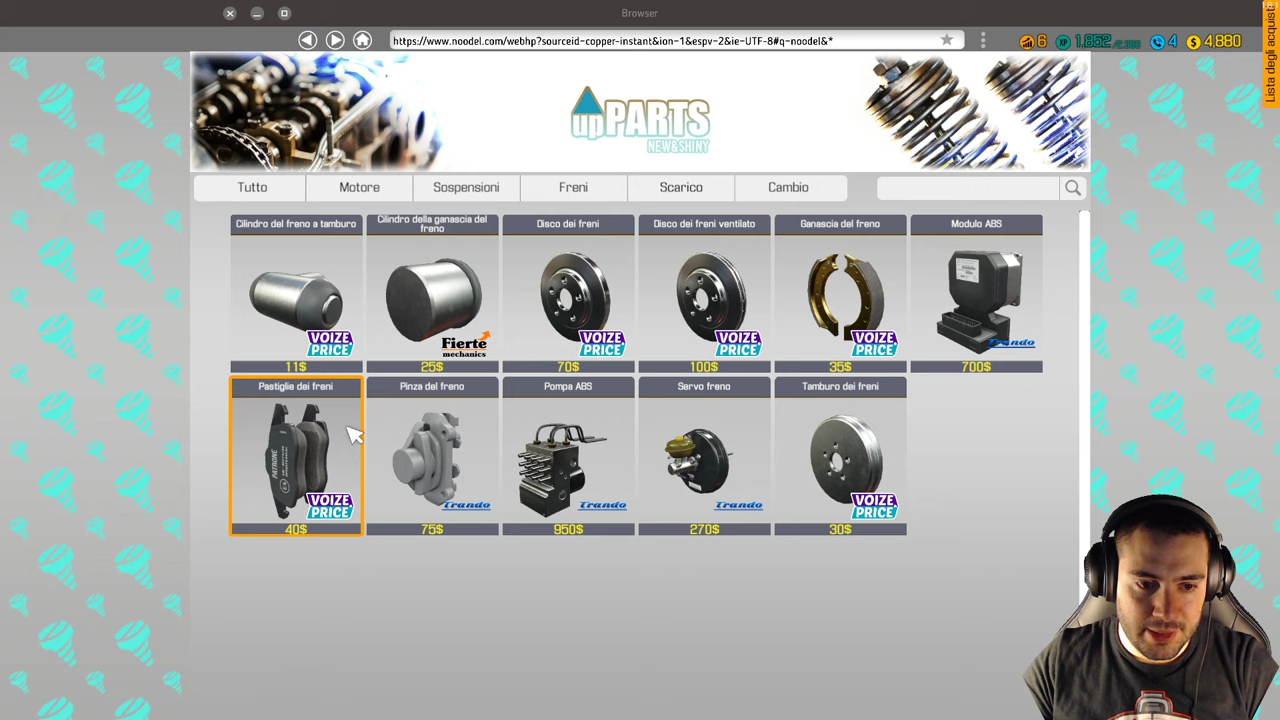 Browser
https://www.noodel.com/webhp?sourceid-copper-instant&ion-1&espv-2&ie-UTF-8#q-noodel&*
6
XP 1,852
4
$ 4,880
Lista degli acquisti
upPARTS
NEW&SHINY
Tutto
Motore
Sospensioni
Freni
Scarico
Cambio
Cilindro del freno a tamburo
Cilindro della ganascia del
freno
Disco dei freni
Disco dei freni ventilato
Ganascia del freno
Modulo ABS
VOIZE
PRICE
Fierté
mechanics
VOIZE
PRICE
VOIZE
PRICE
VOIZE
PRICE
Trando
11$
25$
70$
100$
35$
700$
Pastiglie dei freni
Pinza del freno
Pompa ABS
Servo freno
Tamburo dei freni
PATRONE
VOIZE
PRICE
Trando
Trando
Trando
VOIZE
PRICE
40$
75$
950$
270$
30$